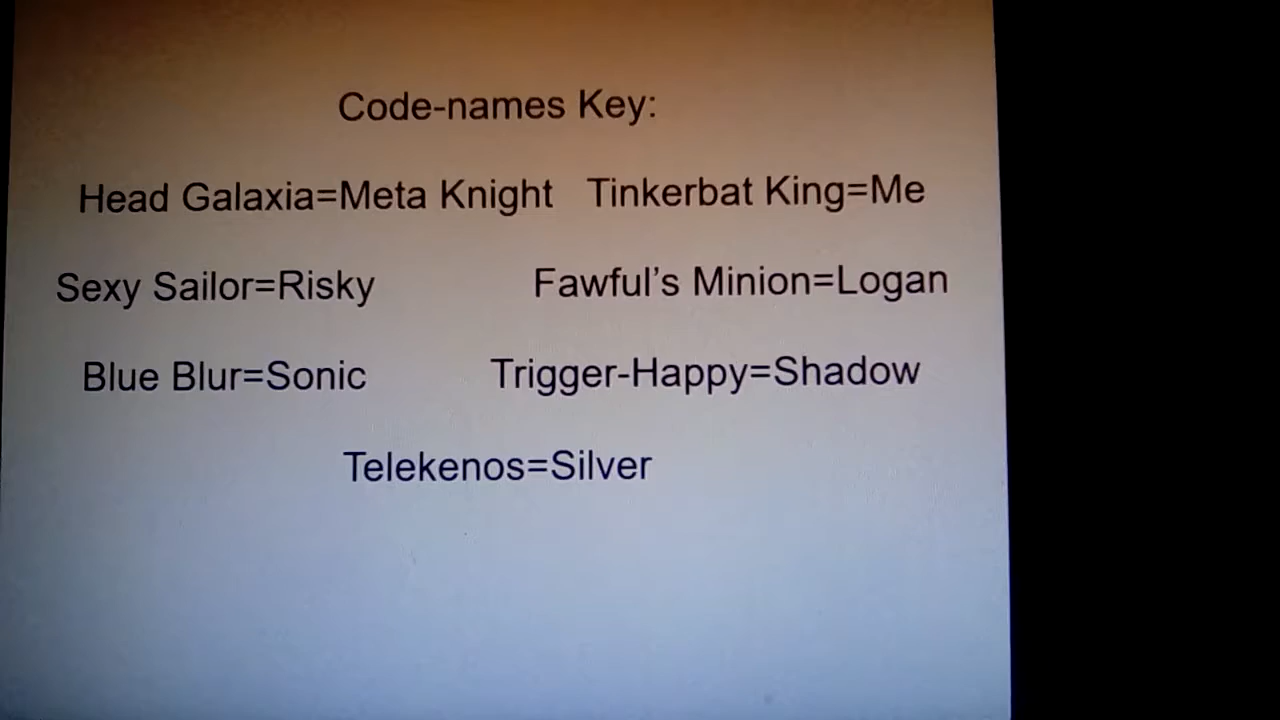 Code-names Key:
Head Galaxia=Meta Knight Tinkerbat King=Me
Sexy Sailor=Risky Fawful’s Minion=Logan
Blue Blur=Sonic Trigger-Happy=Shadow
Telekenos=Silver